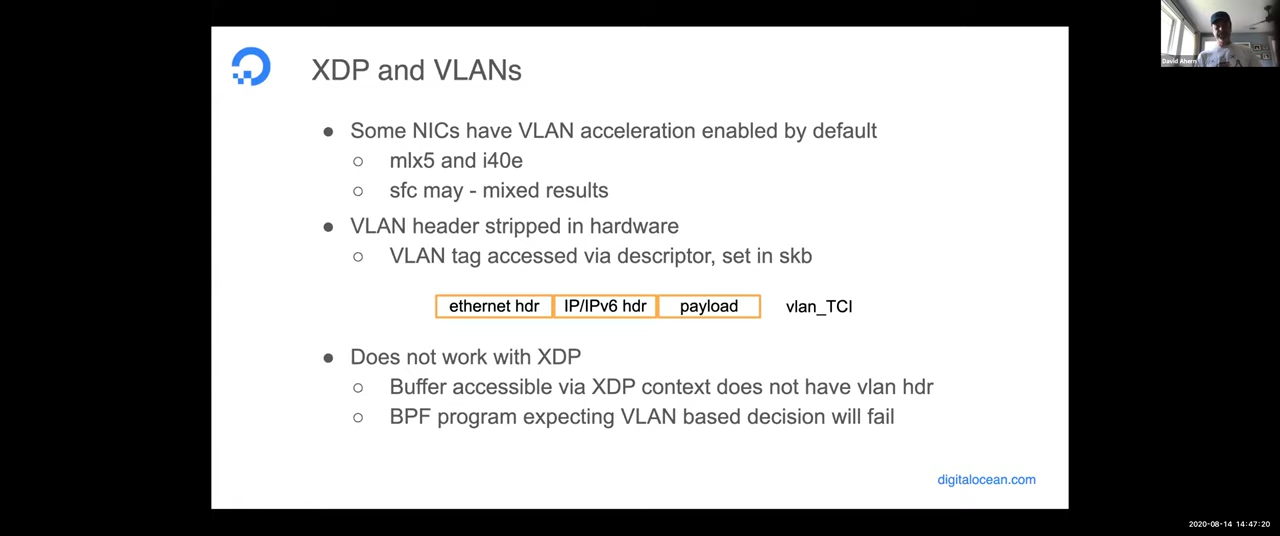 XDP and VLANs
● Some NICs have VLAN acceleration enabled by default
○ mlx5 and i40e
○ sfc may - mixed results
● VLAN header stripped in hardware
○ VLAN tag accessed via descriptor, set in skb
ethernet hdr IP/IPv6 hdr payload vlan_TCI
● Does not work with XDP
○ Buffer accessible via XDP context does not have vlan hdr
○ BPF program expecting VLAN based decision will fail
digitalocean.com
David Ahern
2020-08-14 14:47:20